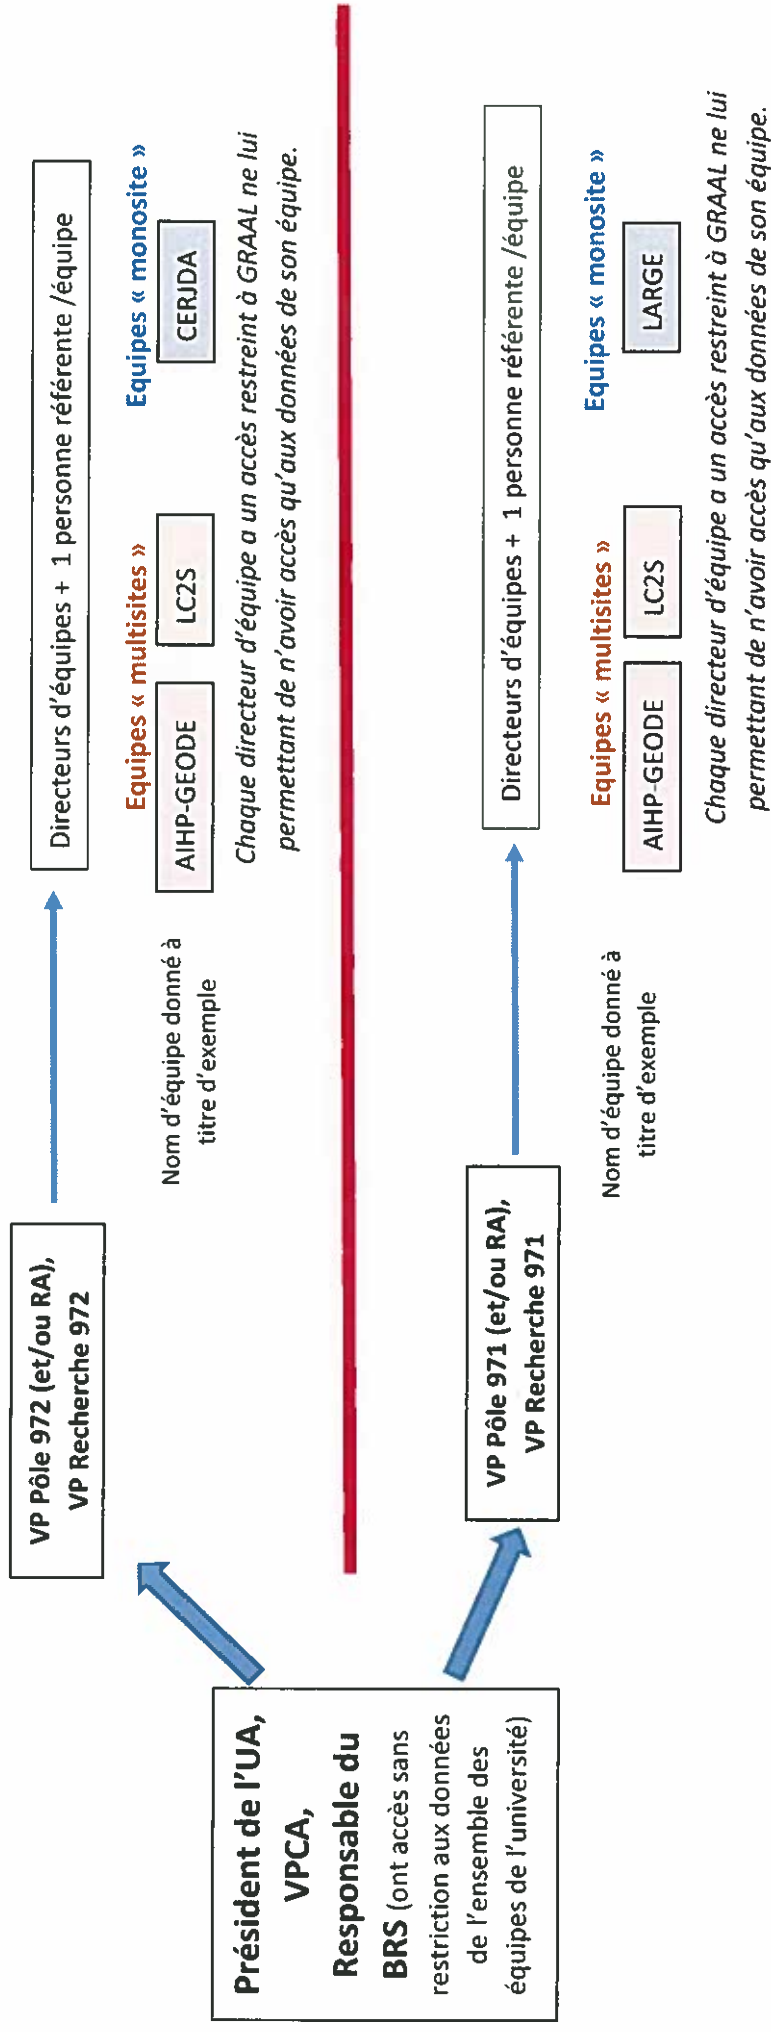 Président de l'UA,
VPCA,
Responsable du
BRS (ont accès sans
restriction aux données
de l'ensemble des
équipes de l'université)
VP Pôle 972 (et/ou RA),
VP Recherche 972
Directeurs d'équipes + 1 personne référente /équipe
Nom d'équipe donné à
titre d'exemple
Equipes « multisites »
Equipes « monosite »
AIHP-GEODE
LC2S
CERJDA
Chaque directeur d'équipe a un accès restreint à GRAAL ne lui
permettant de n'avoir accès qu'aux données de son équipe.
VP Pôle 971 (et/ou RA),
VP Recherche 971
Directeurs d'équipes + 1 personne référente /équipe
Nom d'équipe donné à
titre d'exemple
Equipes « multisites »
Equipes « monosite »
AIHP-GEODE
LC2S
LARGE
Chaque directeur d'équipe a un accès restreint à GRAAL ne lui
permettant de n'avoir accès qu'aux données de son équipe.